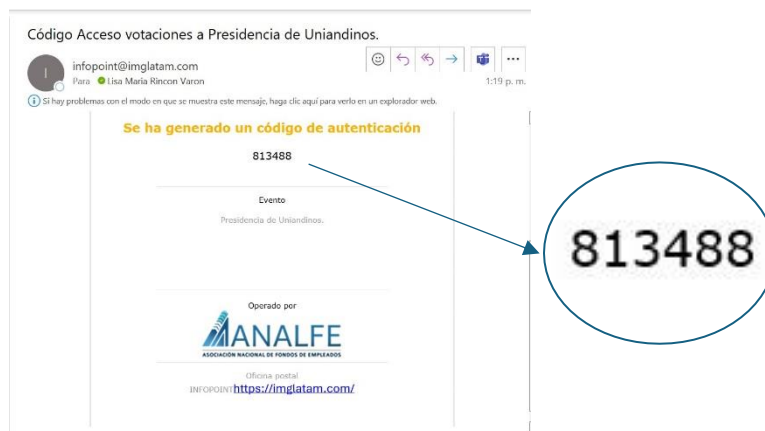 Código Acceso votaciones a Presidencia de Uniandinos.
I
infopoint@imglatam.com
Para Lisa Maria Rincon Varon
1:19 p. m.
Si hay problemas con el modo en que se muestra este mensaje, haga clic aquí para verlo en un explorador web.
Se ha generado un código de autenticación
813488
813488
Evento
Presidencia de Uniandinos.
Operado por
ANALFE
ASOCIACIÓN NACIONAL DE FONDOS DE EMPLEADOS
Oficina postal
INFOPOINThttps://imglatam.com/